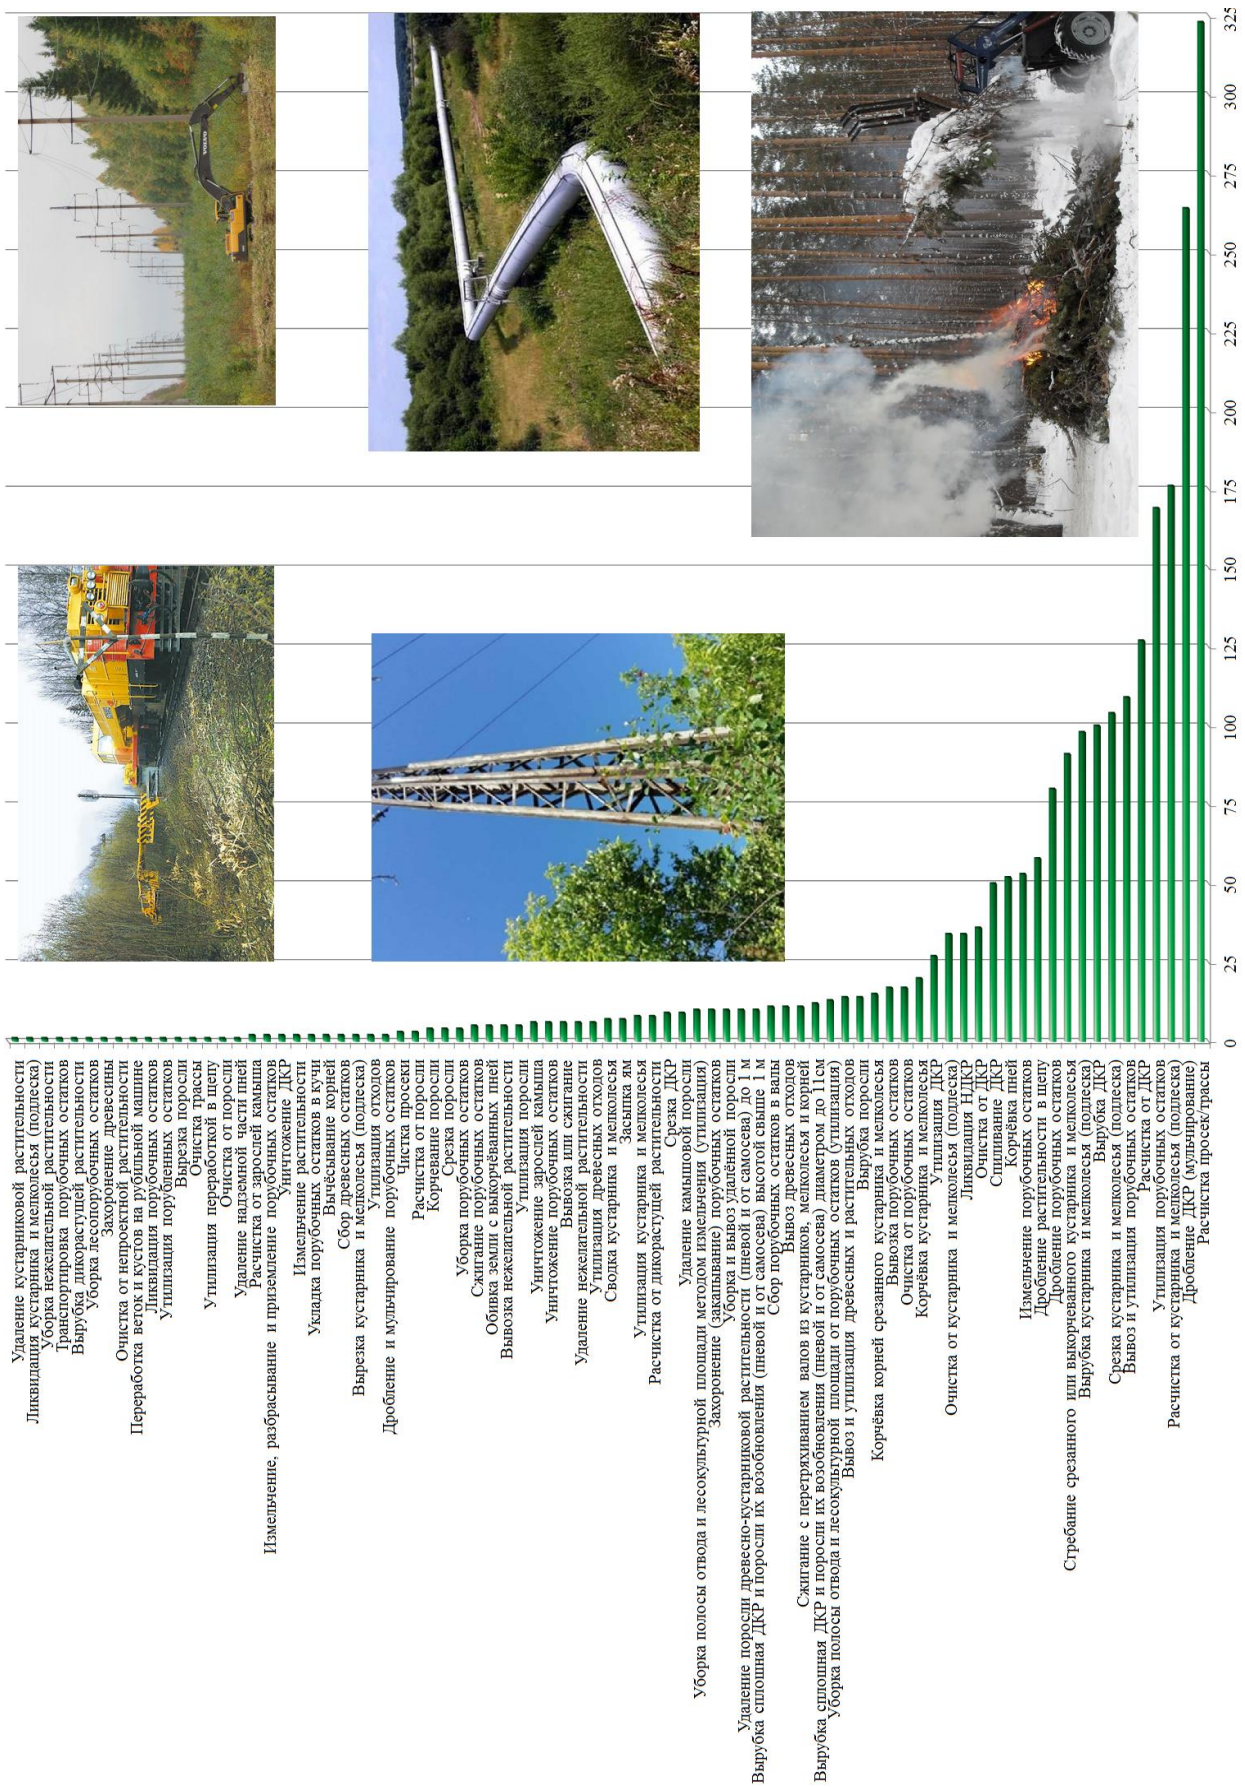 Удаление кустарниковой растительности
Ликвидация кустарника и мелколесья (подлеска)
Уборка нежелательной растительности
Транспортировка порубочных остатков
Вырубка дикорастущей растительности
Уборка лесопорубочных остатков
Захоронение древесины
Очистка от непроектной растительности
Переработка веток и кустов на рубильной машине
Ликвидация порубочных остатков
Утилизация порубленных остатков
Вырезка поросли
Очистка трассы
Утилизация переработкой в щепу
Очистка от поросли
Удаление наземной части пней
Расчистка от зарослей камыша
Измельчение, разбрасывание и приземление порубочных остатков
Уничтожение ДКР
Измельчение растительности
Укладка порубочных остатков в кучи
Вычёсывание корней
Сбор древесных остатков
Вырезка кустарника и мелколесья (подлеска)
Утилизация отходов
Дробление и мульчирование порубочных остатков
Чистка просеки
Расчистка от поросли
Корчевание поросли
Срезка поросли
Уборка порубочных остатков
Сжигание порубочных остатков
Обивка земли с выкорчёванных пней
Вывозка нежелательной растительности
Утилизация поросли
Уничтожение зарослей камыша
Уничтожение порубочных остатков
Вывозка или сжигание
Удаление нежелательной растительности
Утилизация древесных отходов
Сводка кустарника и мелколесья
Засыпка ям
Утилизация кустарника и мелколесья
Расчистка от дикорастущей растительности
Срезка ДКР
Удаление камышовой поросли
Уборка полосы отвода и лесокультурной площади методом измельчения (утилизация)
Захоронение (закапывание) порубочных остатков
Уборка и вывоз удалённой поросли
Удаление поросли древесно-кустарниковой растительности (пневой и от самосева) до 1 м
Вырубка сплошная ДКР и поросли их возобновления (пневой и от самосева) высотой свыше 1 м
Сбор порубочных остатков в валы
Вывоз древесных отходов
Сжигание с перетряхиванием валов из кустарников, мелколесья и корней
Вырубка сплошная ДКР и поросли их возобновления (пневой и от самосева) диаметром до 11см
Уборка полосы отвода и лесокультурной площади от порубочных остатков (утилизация)
Вывоз и утилизация древесных и растительных отходов
Вырубка поросли
Корчёвка корней срезанного кустарника и мелколесья
Вывозка порубочных остатков
Очистка от порубочных остатков
Корчёвка кустарника и мелколесья
Утилизация ДКР
Очистка от кустарника и мелколесья (подлеска)
Ликвидация НДКР
Очистка от ДКР
Спиливание ДКР
Корчёвка пней
Измельчение порубочных остатков
Дробление растительности в щепу
Дробление порубочных остатков
Сгребание срезанного или выкорчеванного кустарника и мелколесья
Вырубка кустарника и мелколесья (подлеска)
Вырубка ДКР
Срезка кустарника и мелколесья (подлеска)
Вывоз и утилизация порубочных остатков
Расчистка от ДКР
Утилизация порубочных остатков
Расчистка от кустарника и мелколесья (подлеска)
Дробление ДКР (мульчирование)
Расчистка просек/трассы
0
25
50
75
100
125
150
175
200
225
250
275
300
325
VOLVO